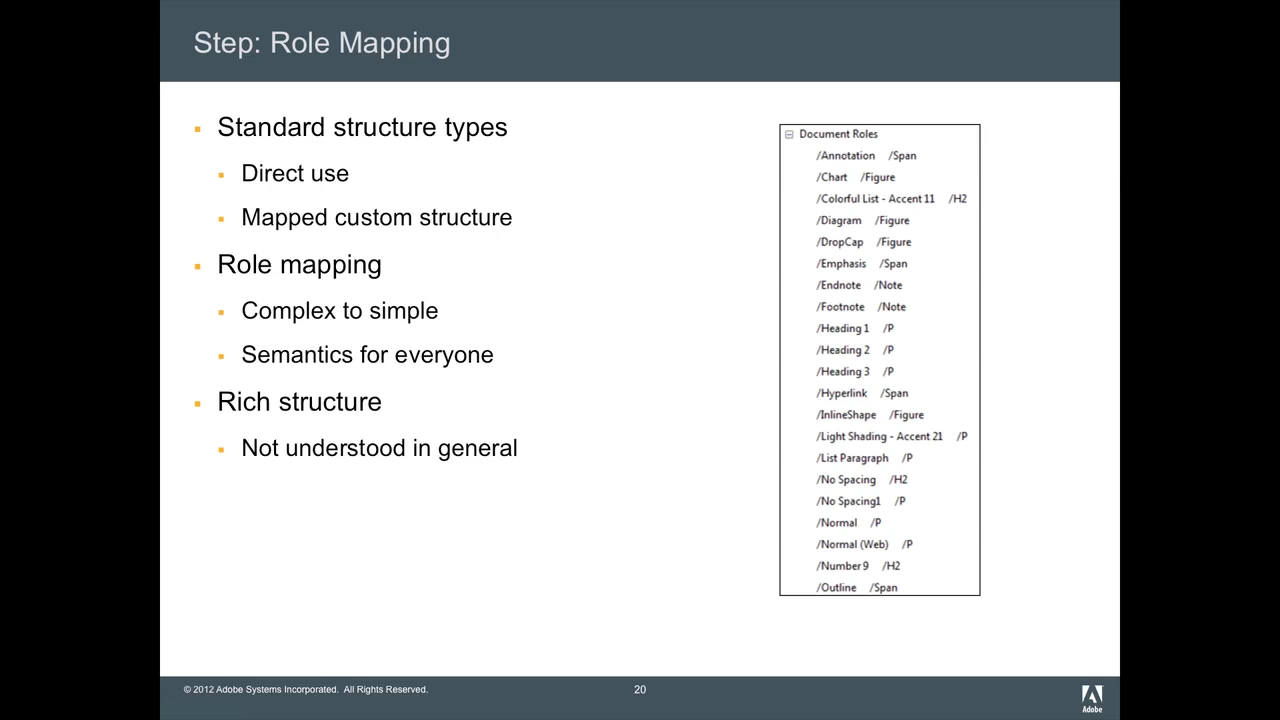 Step: Role Mapping
Standard structure types
Direct use
Mapped custom structure
Role mapping
Complex to simple
Semantics for everyone
Rich structure
Not understood in general
Document Roles
/Annotation /Span
/Chart /Figure
/Colorful List - Accent 11 /H2
/Diagram /Figure
/DropCap /Figure
/Emphasis /Span
/Endnote /Note
/Footnote /Note
/Heading 1 /P
/Heading 2 /P
/Heading 3 /P
/Hyperlink /Span
/InlineShape /Figure
/Light Shading - Accent 21 /P
/List Paragraph /P
/No Spacing /H2
/No Spacing1 /P
/Normal /P
/Normal (Web) /P
/Number 9 /H2
/Outline /Span
© 2012 Adobe Systems Incorporated. All Rights Reserved.
20
Adobe